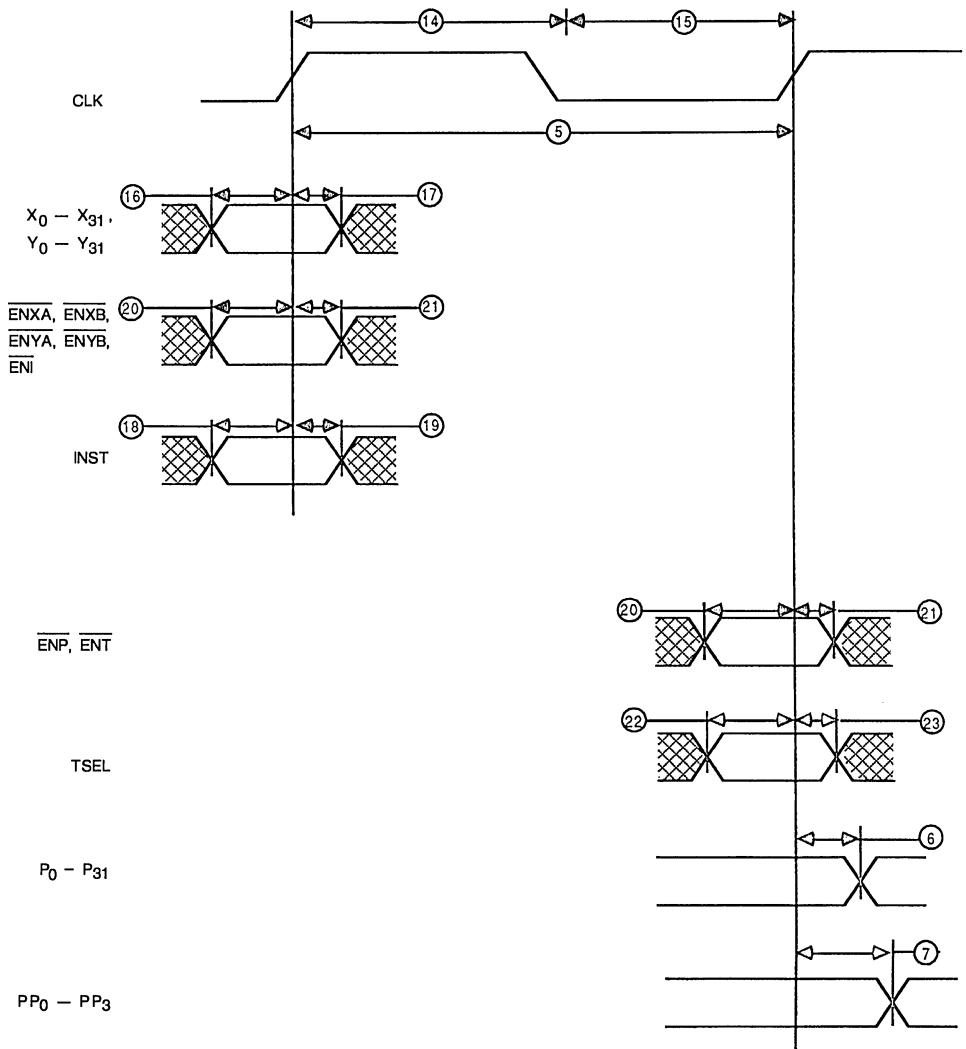 14 15
CLK
5
16 17
X0 – X31,
Y0 – Y31
20 21
ENXA, ENXB,
ENYA, ENYB,
ENI
18 19
INST
20 21
ENP, ENT
22 23
TSEL
6
P0 – P31
7
PP0 – PP3